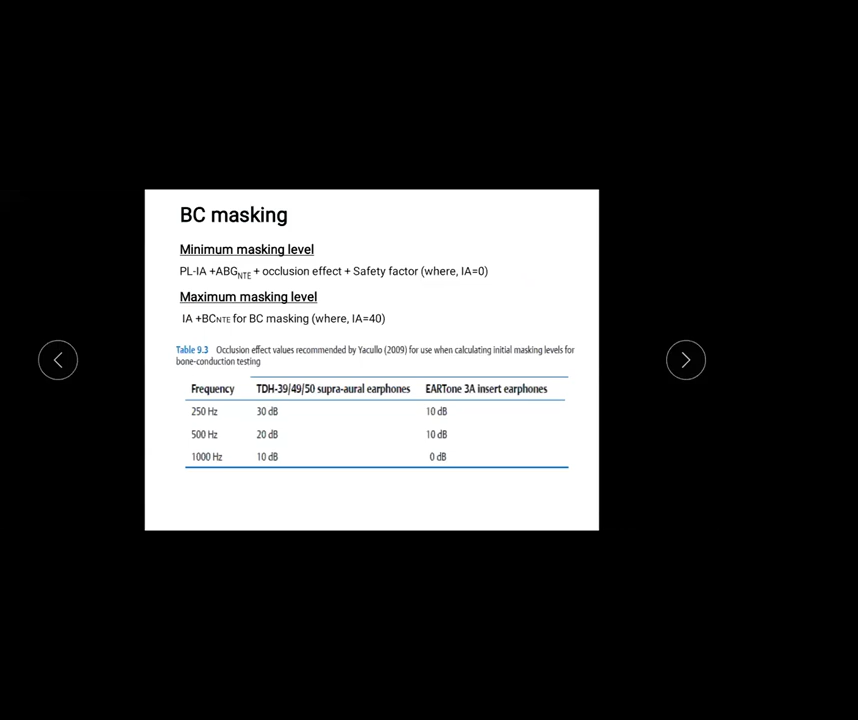 BC masking
Minimum masking level
PL-IA +ABGNTE + occlusion effect + Safety factor (where, IA=0)
Maximum masking level
IA +BCNTE for BC masking (where, IA=40)
Table 9.3 Occlusion effect values recommended by Yacullo (2009) for use when calculating initial masking levels for
bone-conduction testing
Frequency TDH-39/49/50 supra-aural earphones EARTone 3A insert earphones
250 Hz 30 dB 10 dB
500 Hz 20 dB 10 dB
1000 Hz 10 dB 0 dB